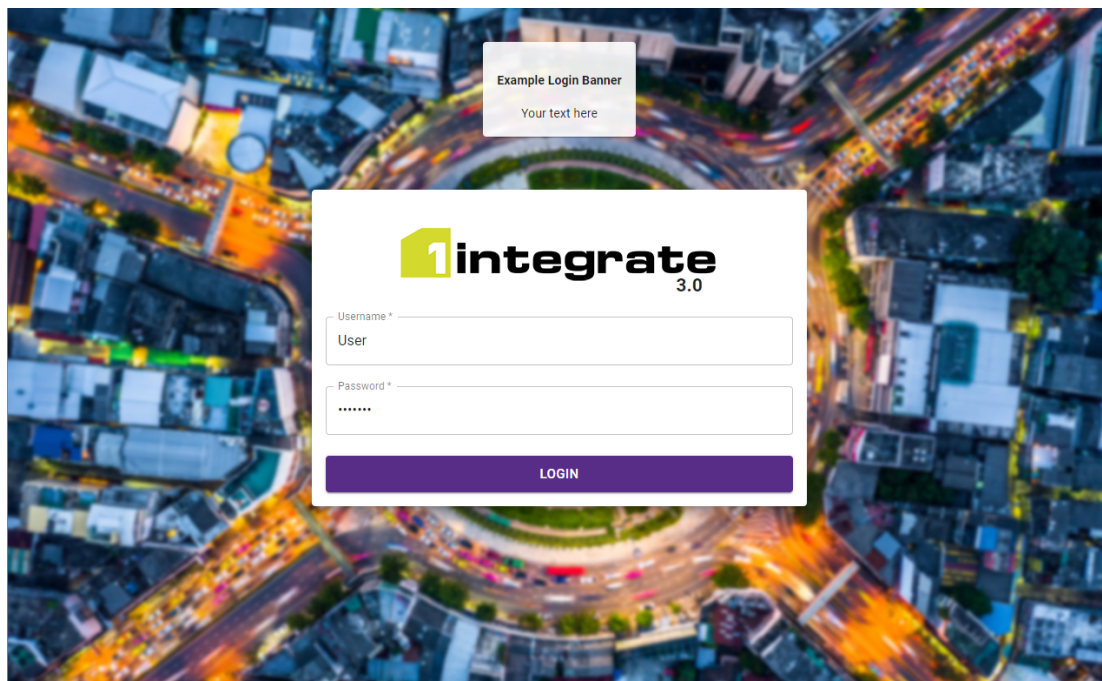 Example Login Banner
Your text here
1integrate
3.0
Username *
User
Password *
•••••••
LOGIN